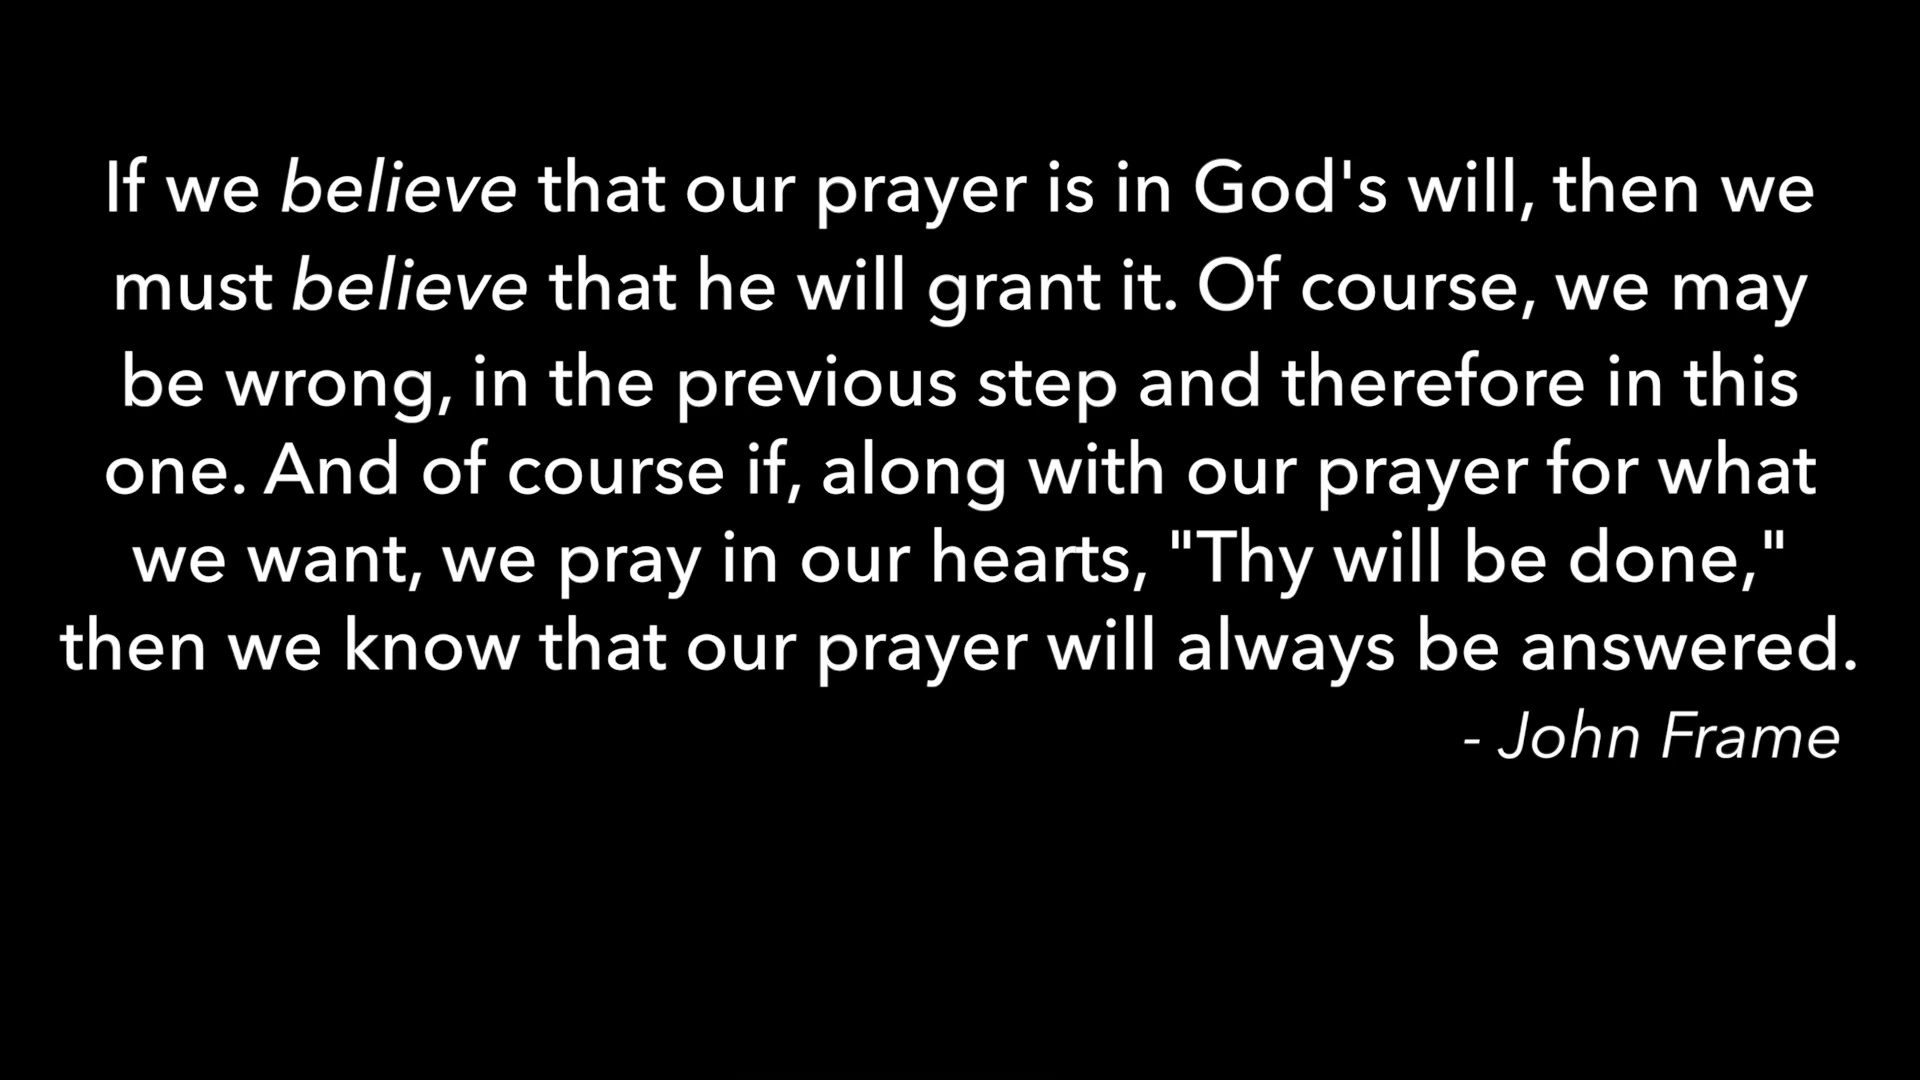 If we believe that our prayer is in God's will, then we
must believe that he will grant it. Of course, we may
be wrong, in the previous step and therefore in this
one. And of course if, along with our prayer for what
we want, we pray in our hearts, "Thy will be done,"
then we know that our prayer will always be answered.
- John Frame